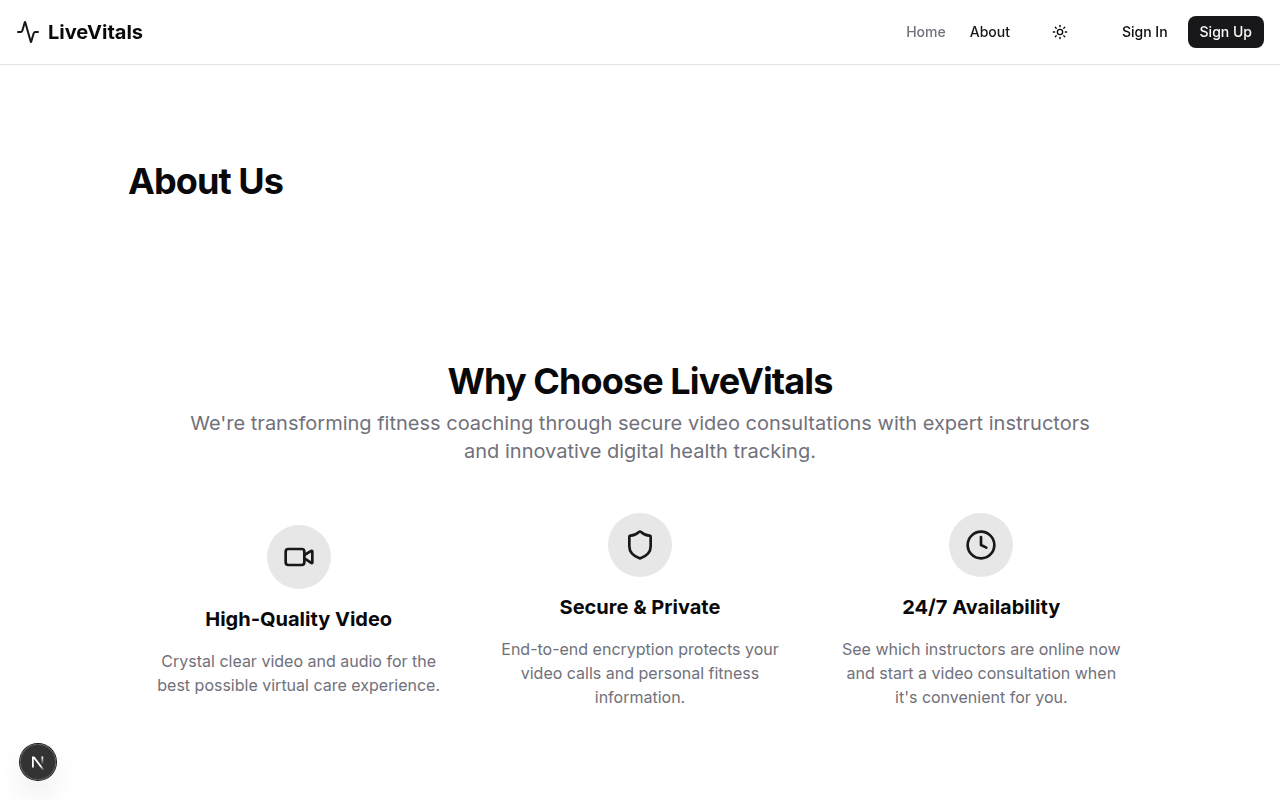 LiveVitals
Home About Sign In Sign Up
About Us
Why Choose LiveVitals
We're transforming fitness coaching through secure video consultations with expert instructors
and innovative digital health tracking.
High-Quality Video
Crystal clear video and audio for the
best possible virtual care experience.
Secure & Private
End-to-end encryption protects your
video calls and personal fitness
information.
24/7 Availability
See which instructors are online now
and start a video consultation when
it's convenient for you.
N